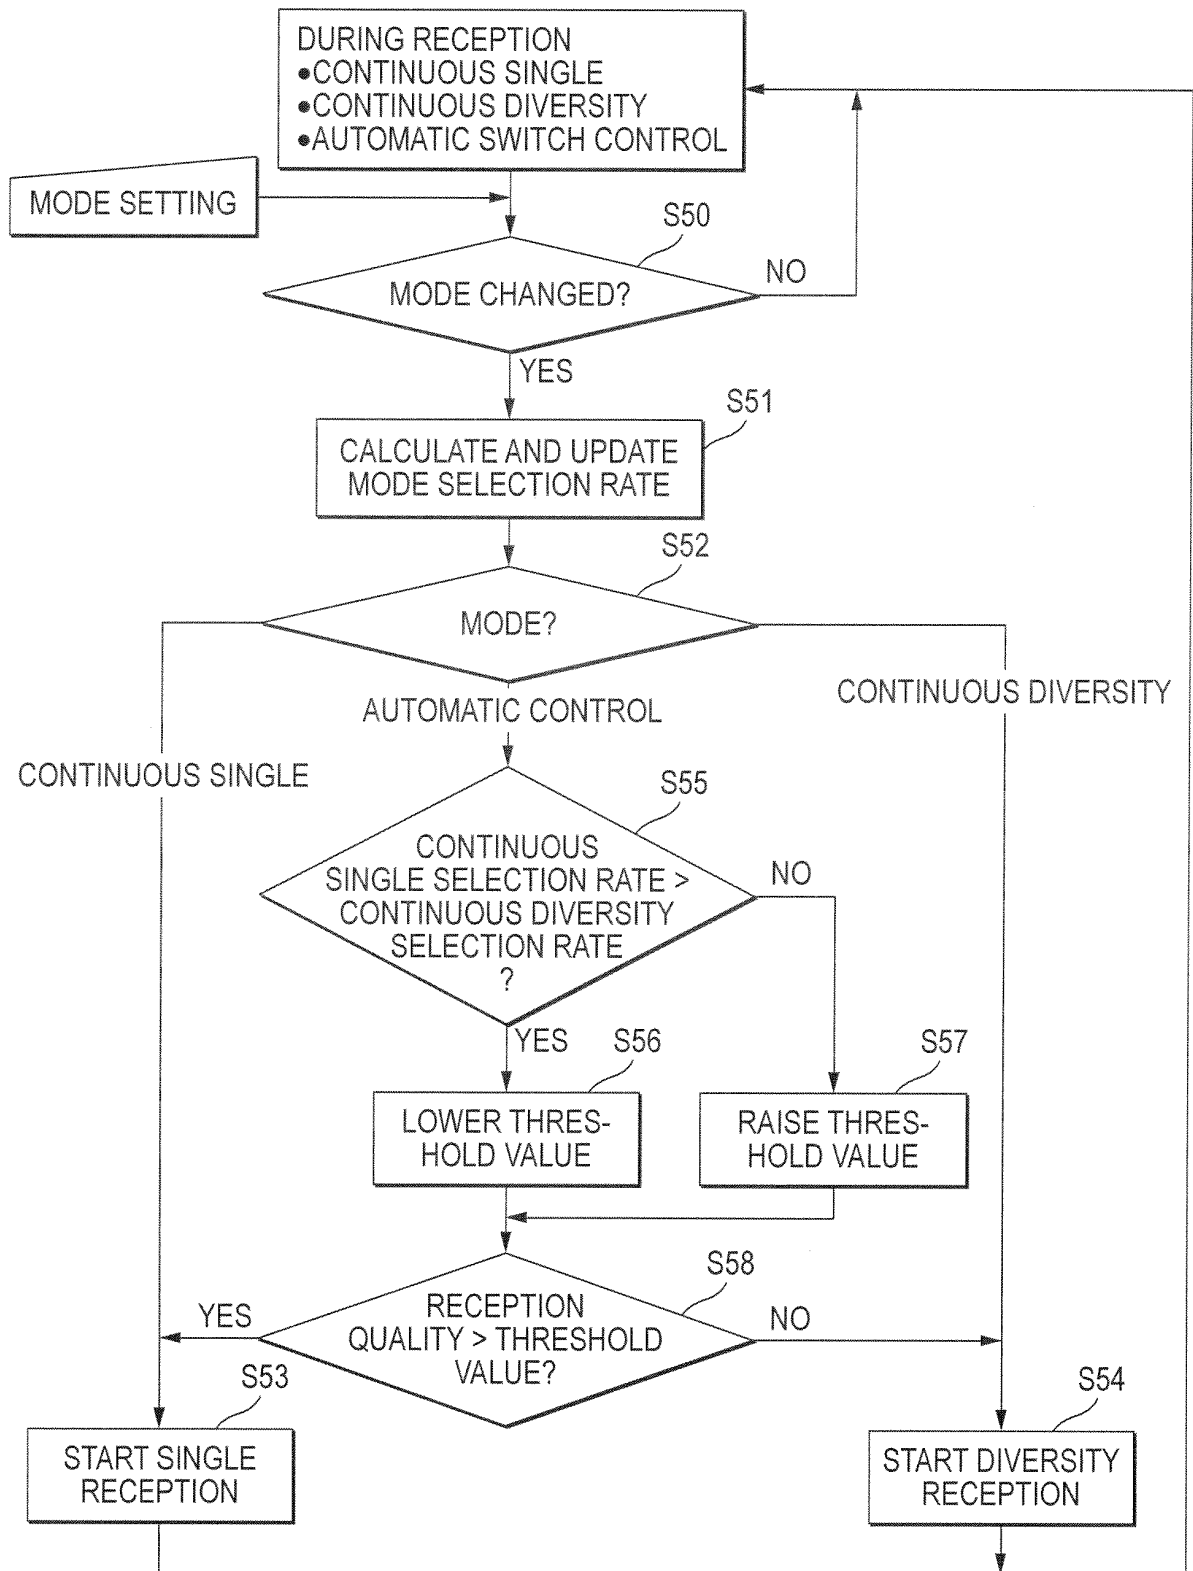 DURING RECEPTION
●CONTINUOUS SINGLE
●CONTINUOUS DIVERSITY
●AUTOMATIC SWITCH CONTROL
MODE SETTING
S50
MODE CHANGED?
NO
YES
S51
CALCULATE AND UPDATE
MODE SELECTION RATE
S52
MODE?
CONTINUOUS DIVERSITY
AUTOMATIC CONTROL
CONTINUOUS SINGLE
S55
CONTINUOUS
SINGLE SELECTION RATE >
CONTINUOUS DIVERSITY
SELECTION RATE
?
NO
YES
S56
S57
LOWER THRES-
HOLD VALUE
RAISE THRES-
HOLD VALUE
S58
RECEPTION
QUALITY > THRESHOLD
VALUE?
YES
NO
S53
S54
START SINGLE
RECEPTION
START DIVERSITY
RECEPTION